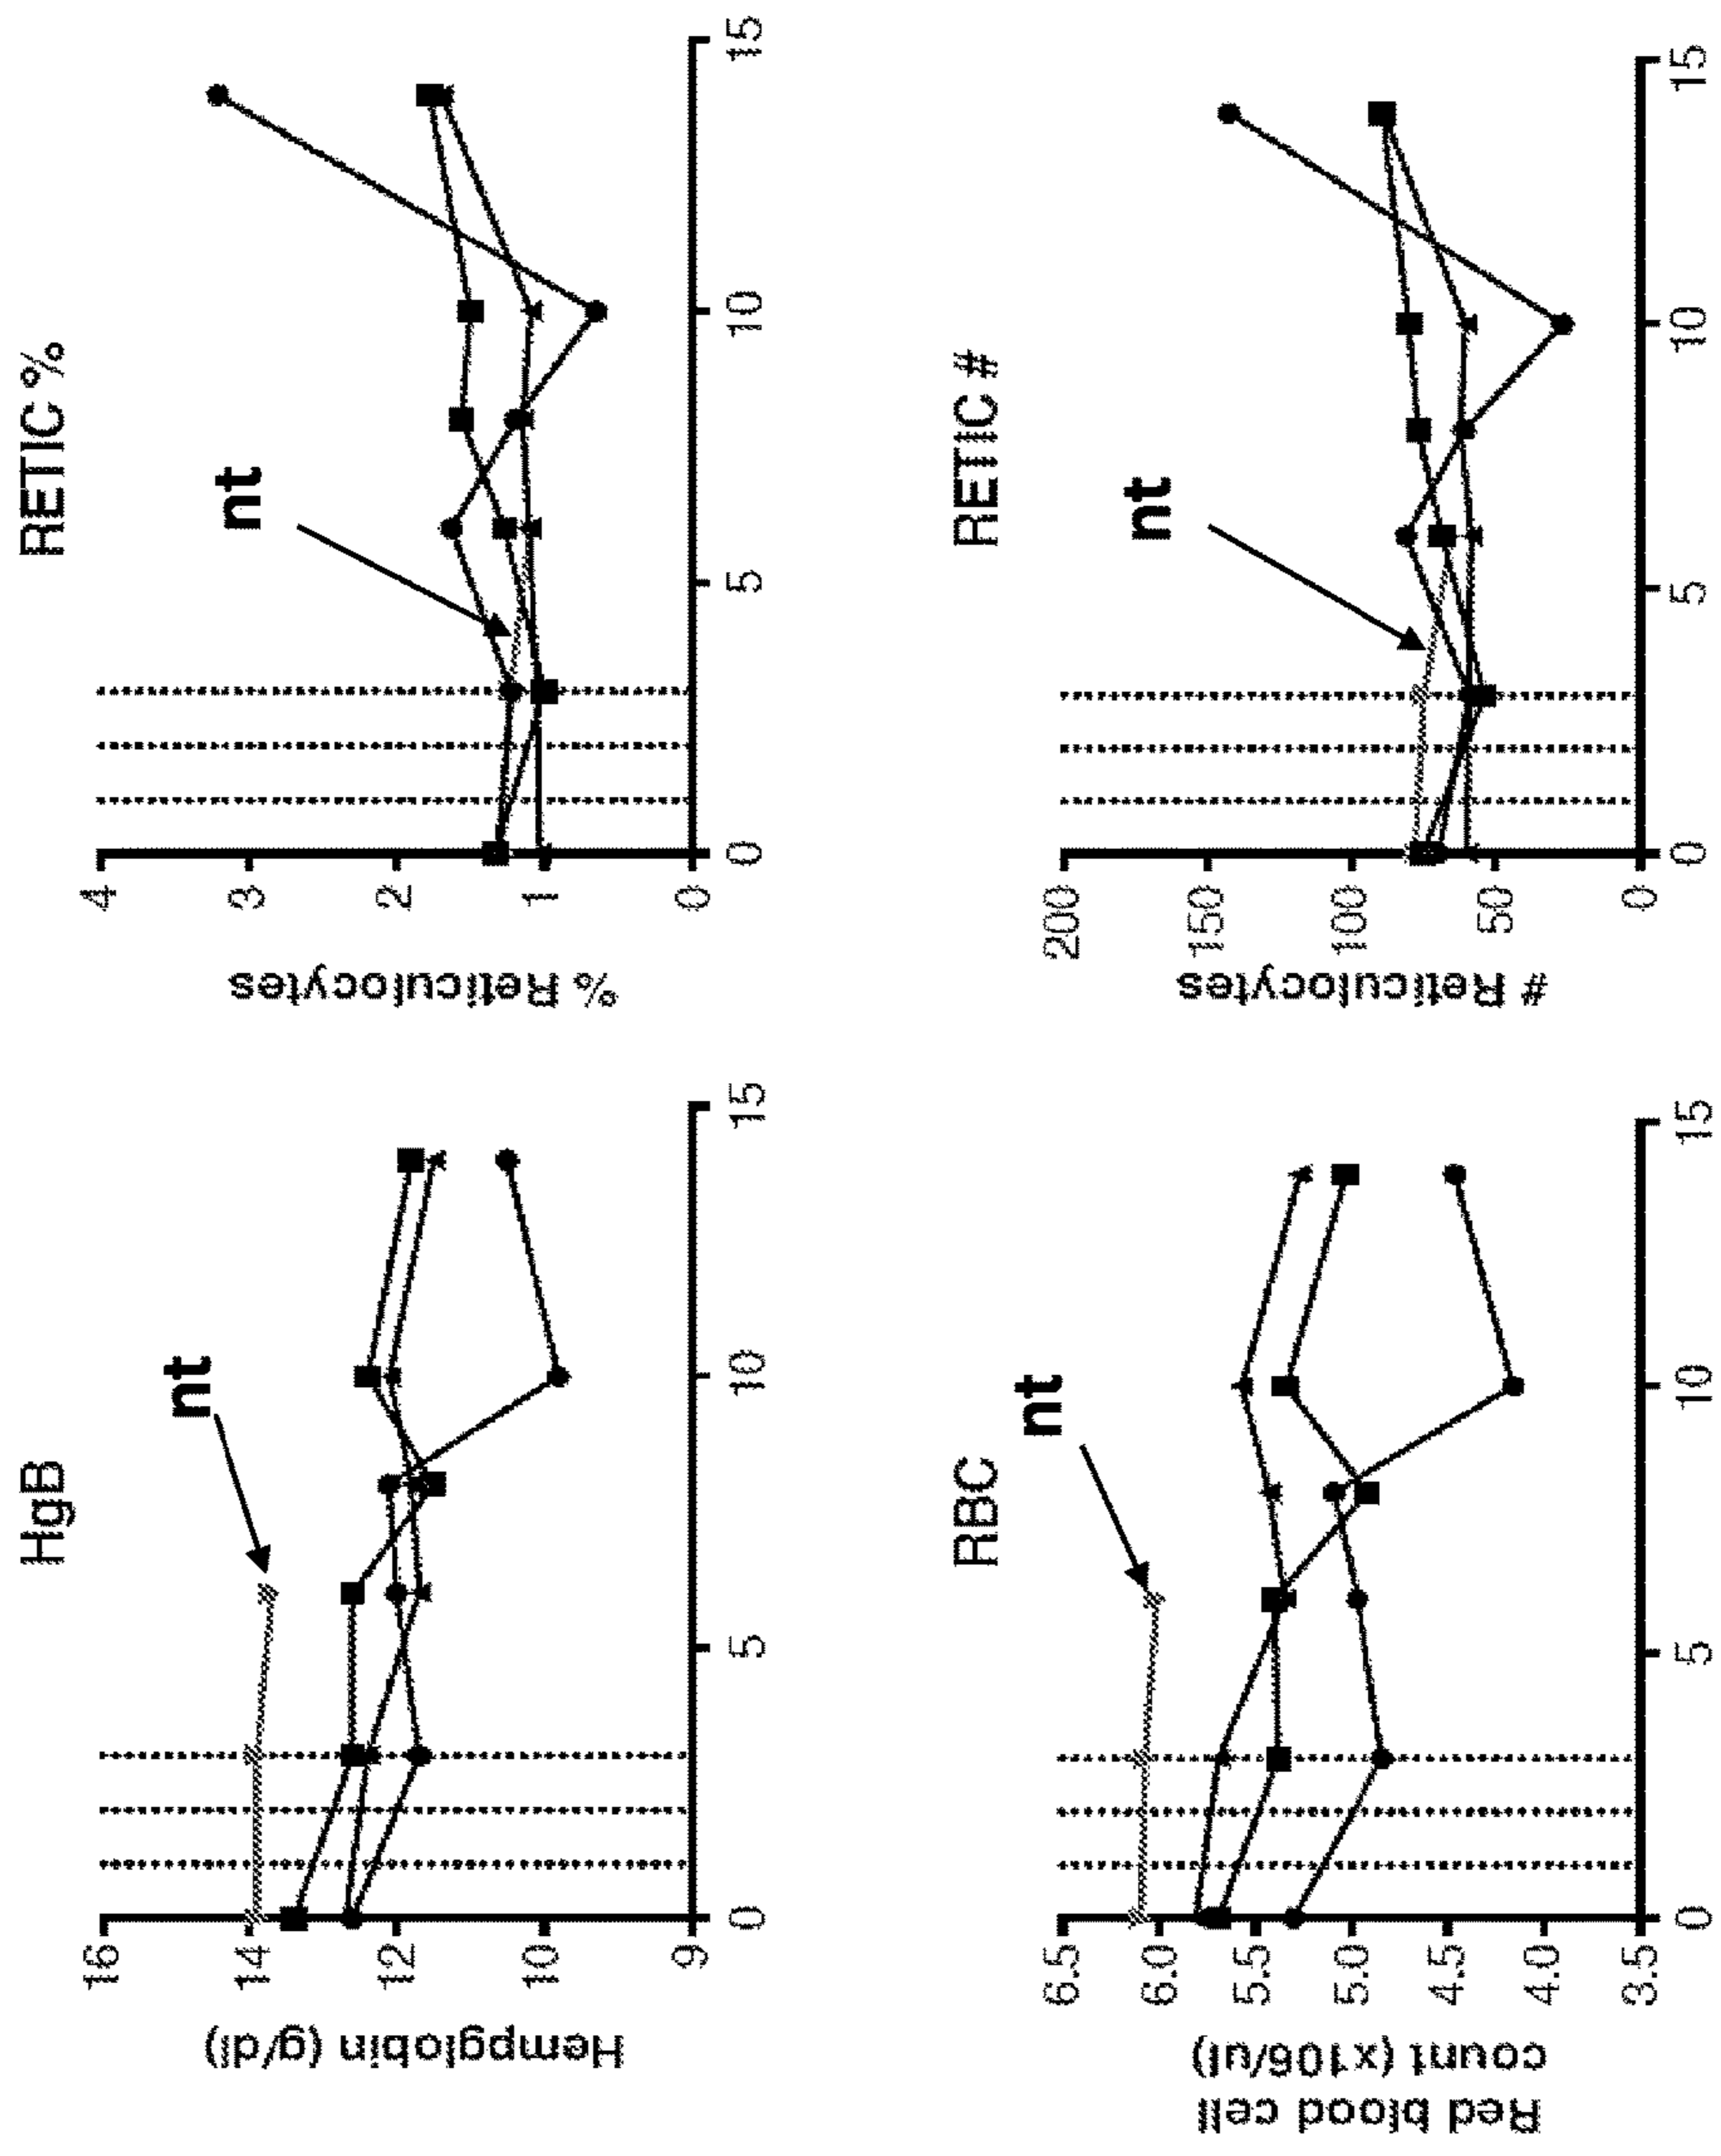 HgB
nt
Hempglobin (g/dl)
16
14
12
10
9
0 5 10 15
RETIC %
nt
% Reticulocytes
4
3
2
1
0
0 5 10 15
RBC
nt
Red blood cell
count (x106/ul)
6.5
6.0
5.5
5.0
4.5
4.0
3.5
0 5 10 15
RETIC #
nt
# Reticulocytes
200
150
100
50
0
0 5 10 15